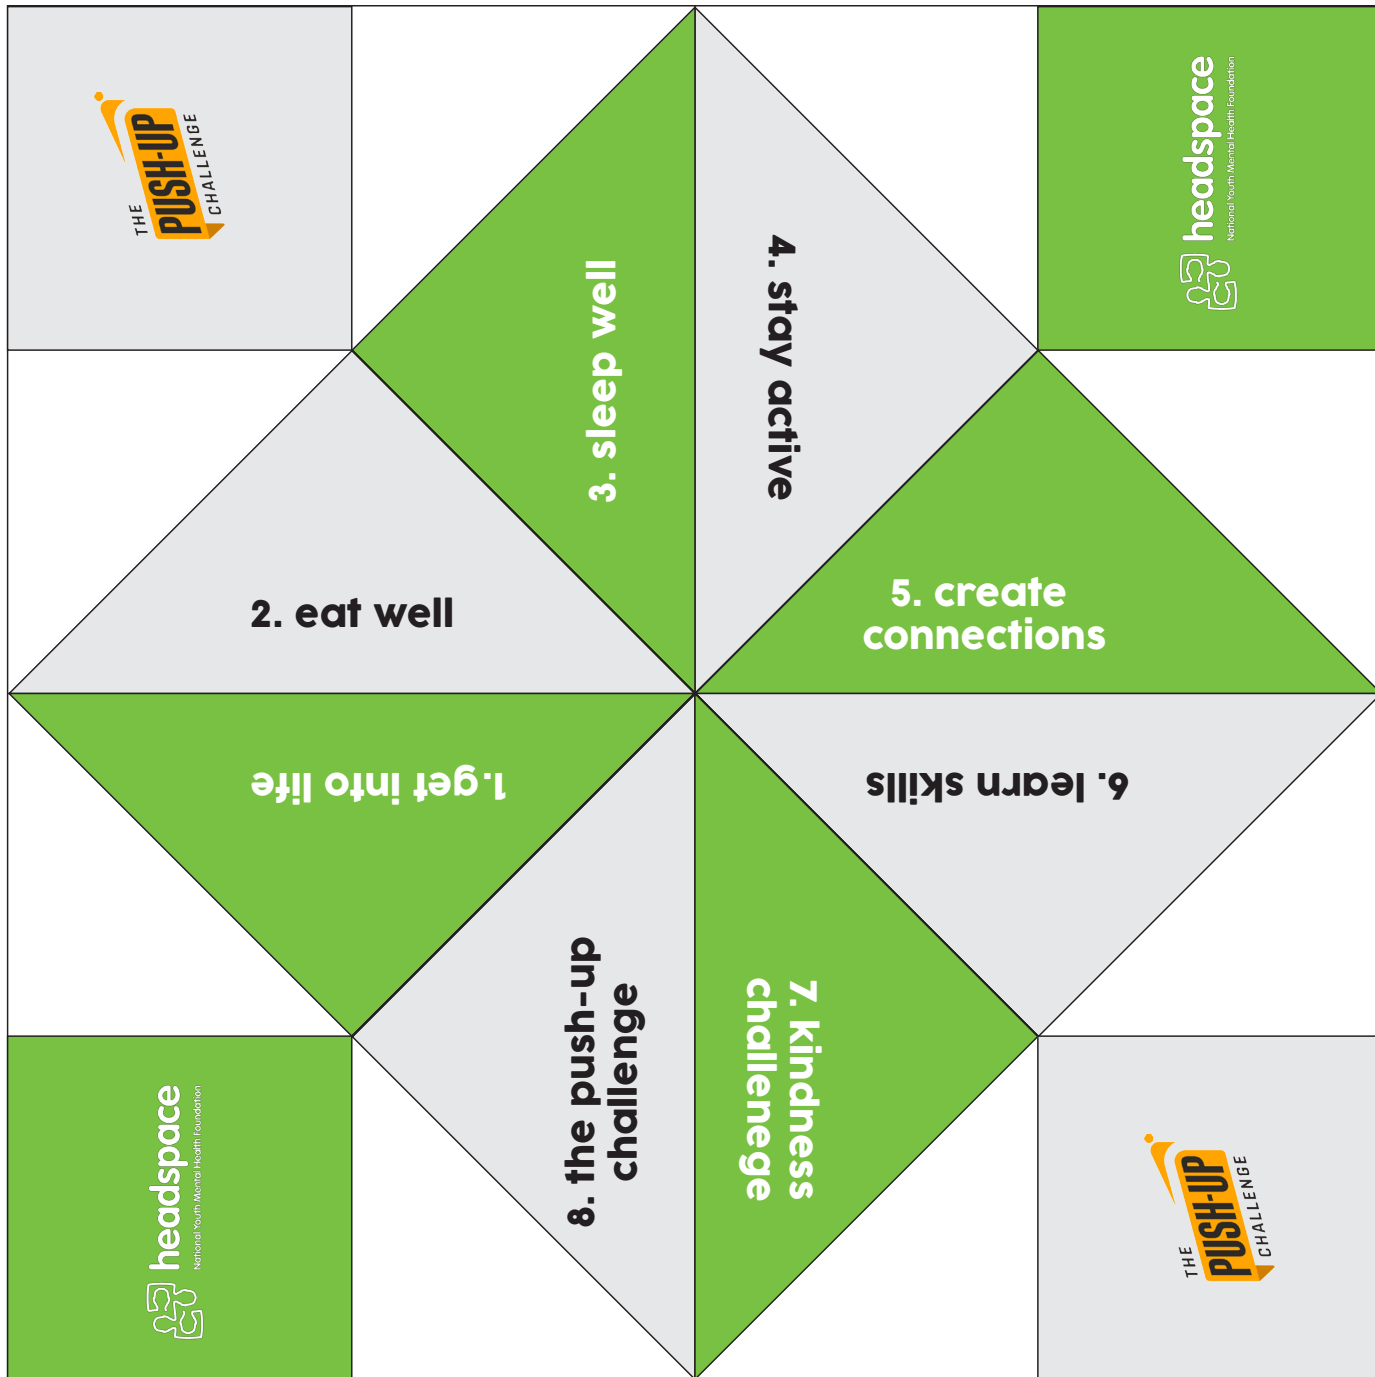 THE
PUSH-UP
CHALLENGE
headspace
National Youth Mental Health Foundation
3. sleep well
4. stay active
2. eat well
5. create
connections
1.get into life
6. learn skills
8. the push-up
challenge
7. kindness
challenege
headspace
National Youth Mental Health Foundation
THE
PUSH-UP
CHALLENGE